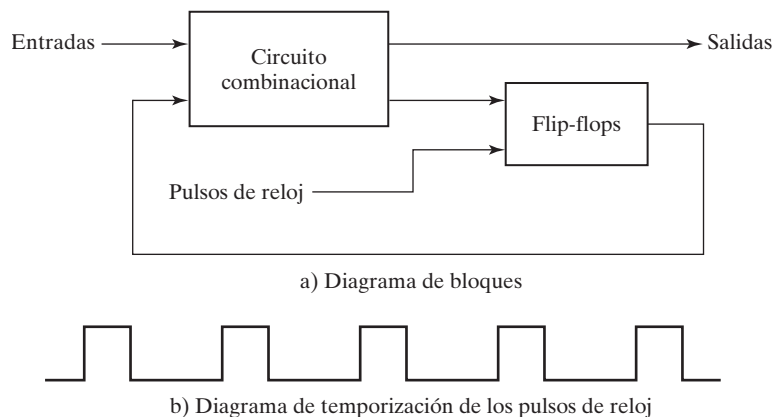 Entradas
Circuito
combinacional
Salidas
Flip-flops
Pulsos de reloj
a) Diagrama de bloques
b) Diagrama de temporización de los pulsos de reloj